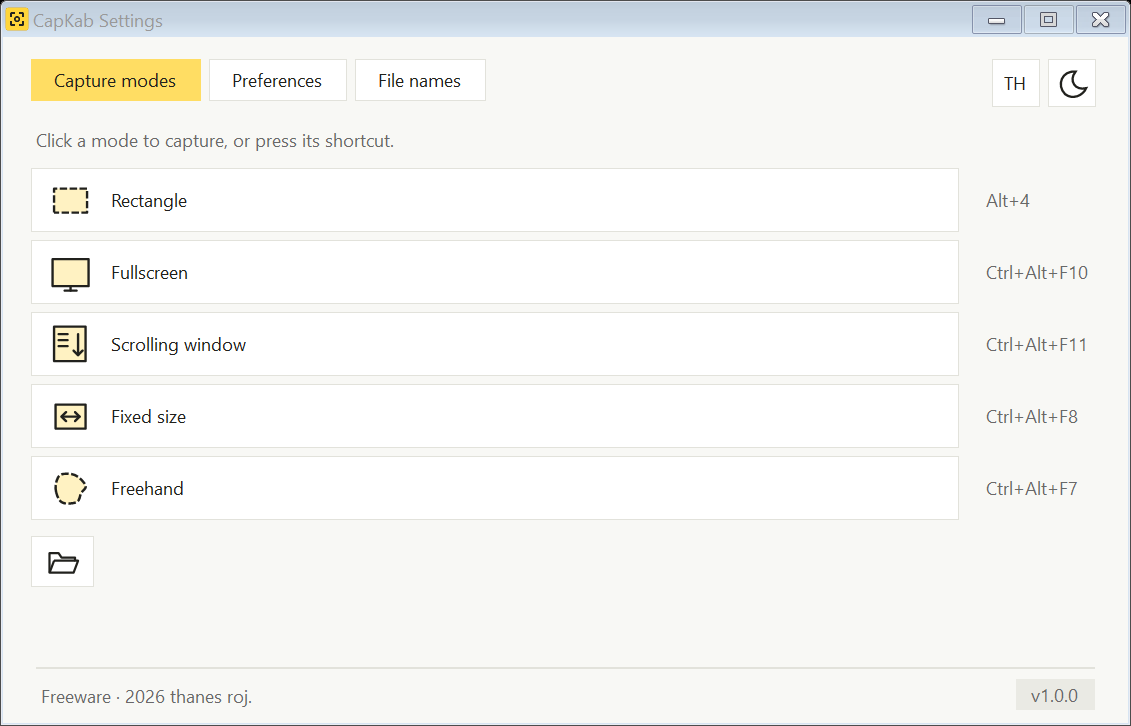 CapKab Settings
Capture modes
Preferences
File names
TH
Click a mode to capture, or press its shortcut.
Rectangle
Alt+4
Fullscreen
Ctrl+Alt+F10
Scrolling window
Ctrl+Alt+F11
Fixed size
Ctrl+Alt+F8
Freehand
Ctrl+Alt+F7
Freeware · 2026 thanes roj.
v1.0.0